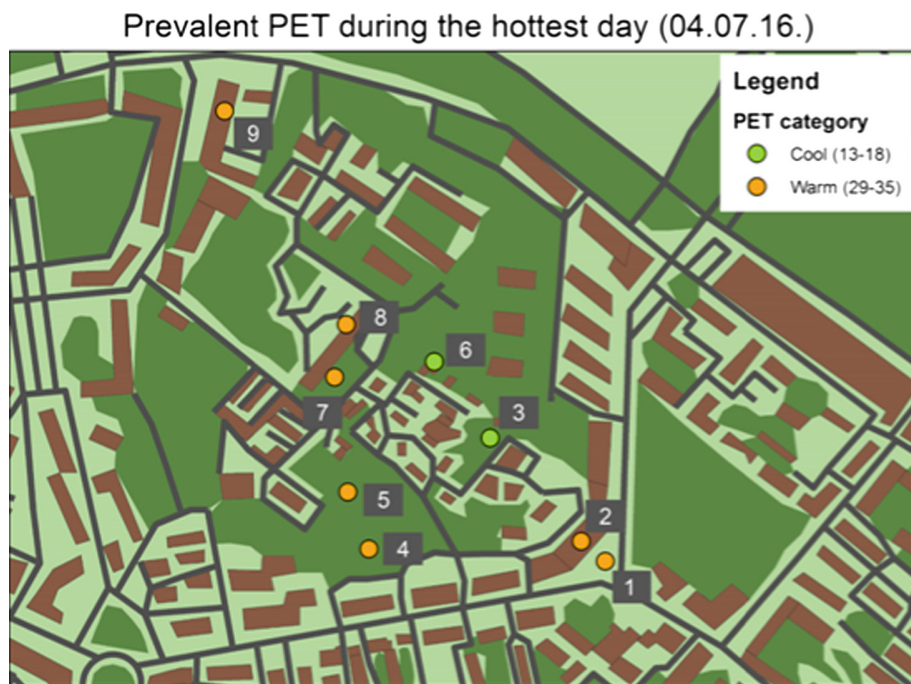 Prevalent PET during the hottest day (04.07.16.)
Legend
PET category
Cool (13-18)
Warm (29-35)
9
8
6
7
3
5
2
4
1